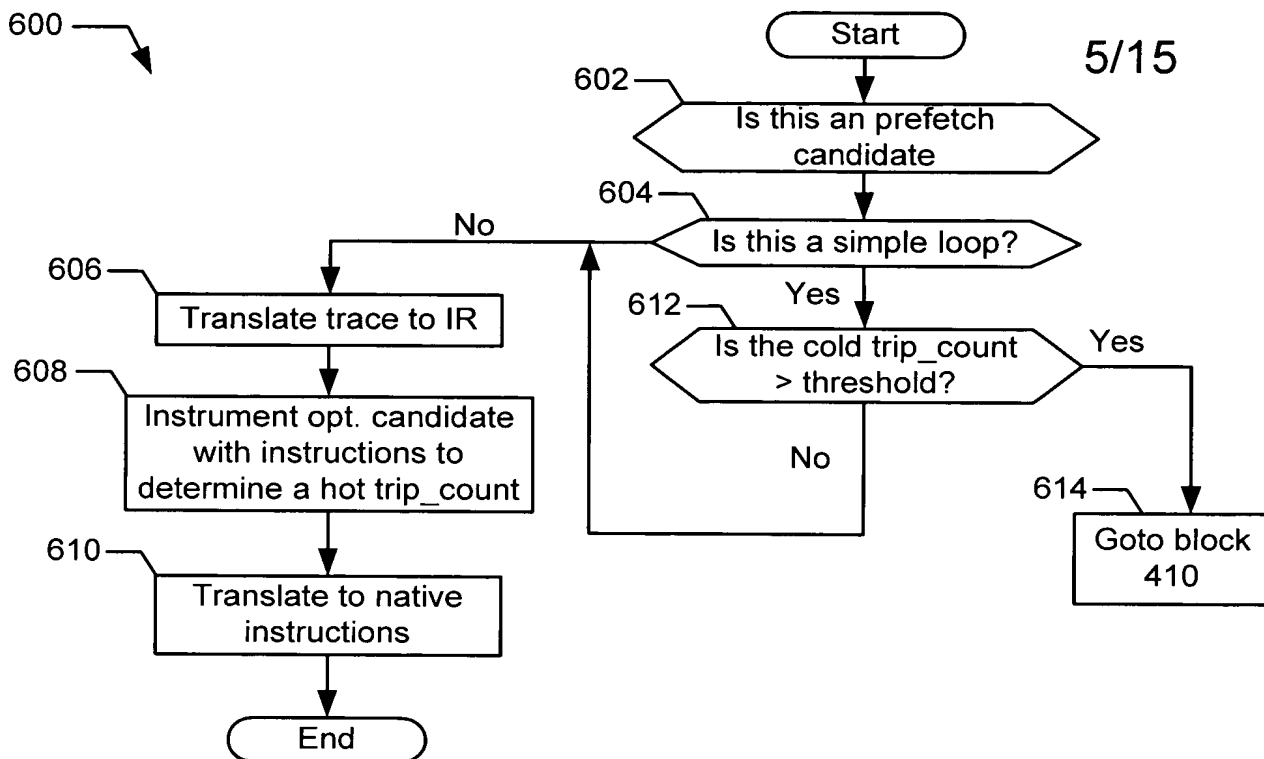 600
Start
5/15
602
Is this an prefetch
candidate
604
Is this a simple loop?
No
Yes
606
Translate trace to IR
612
Is the cold trip_count
> threshold?
Yes
No
608
Instrument opt. candidate
with instructions to
determine a hot trip_count
614
Goto block
410
610
Translate to native
instructions
End